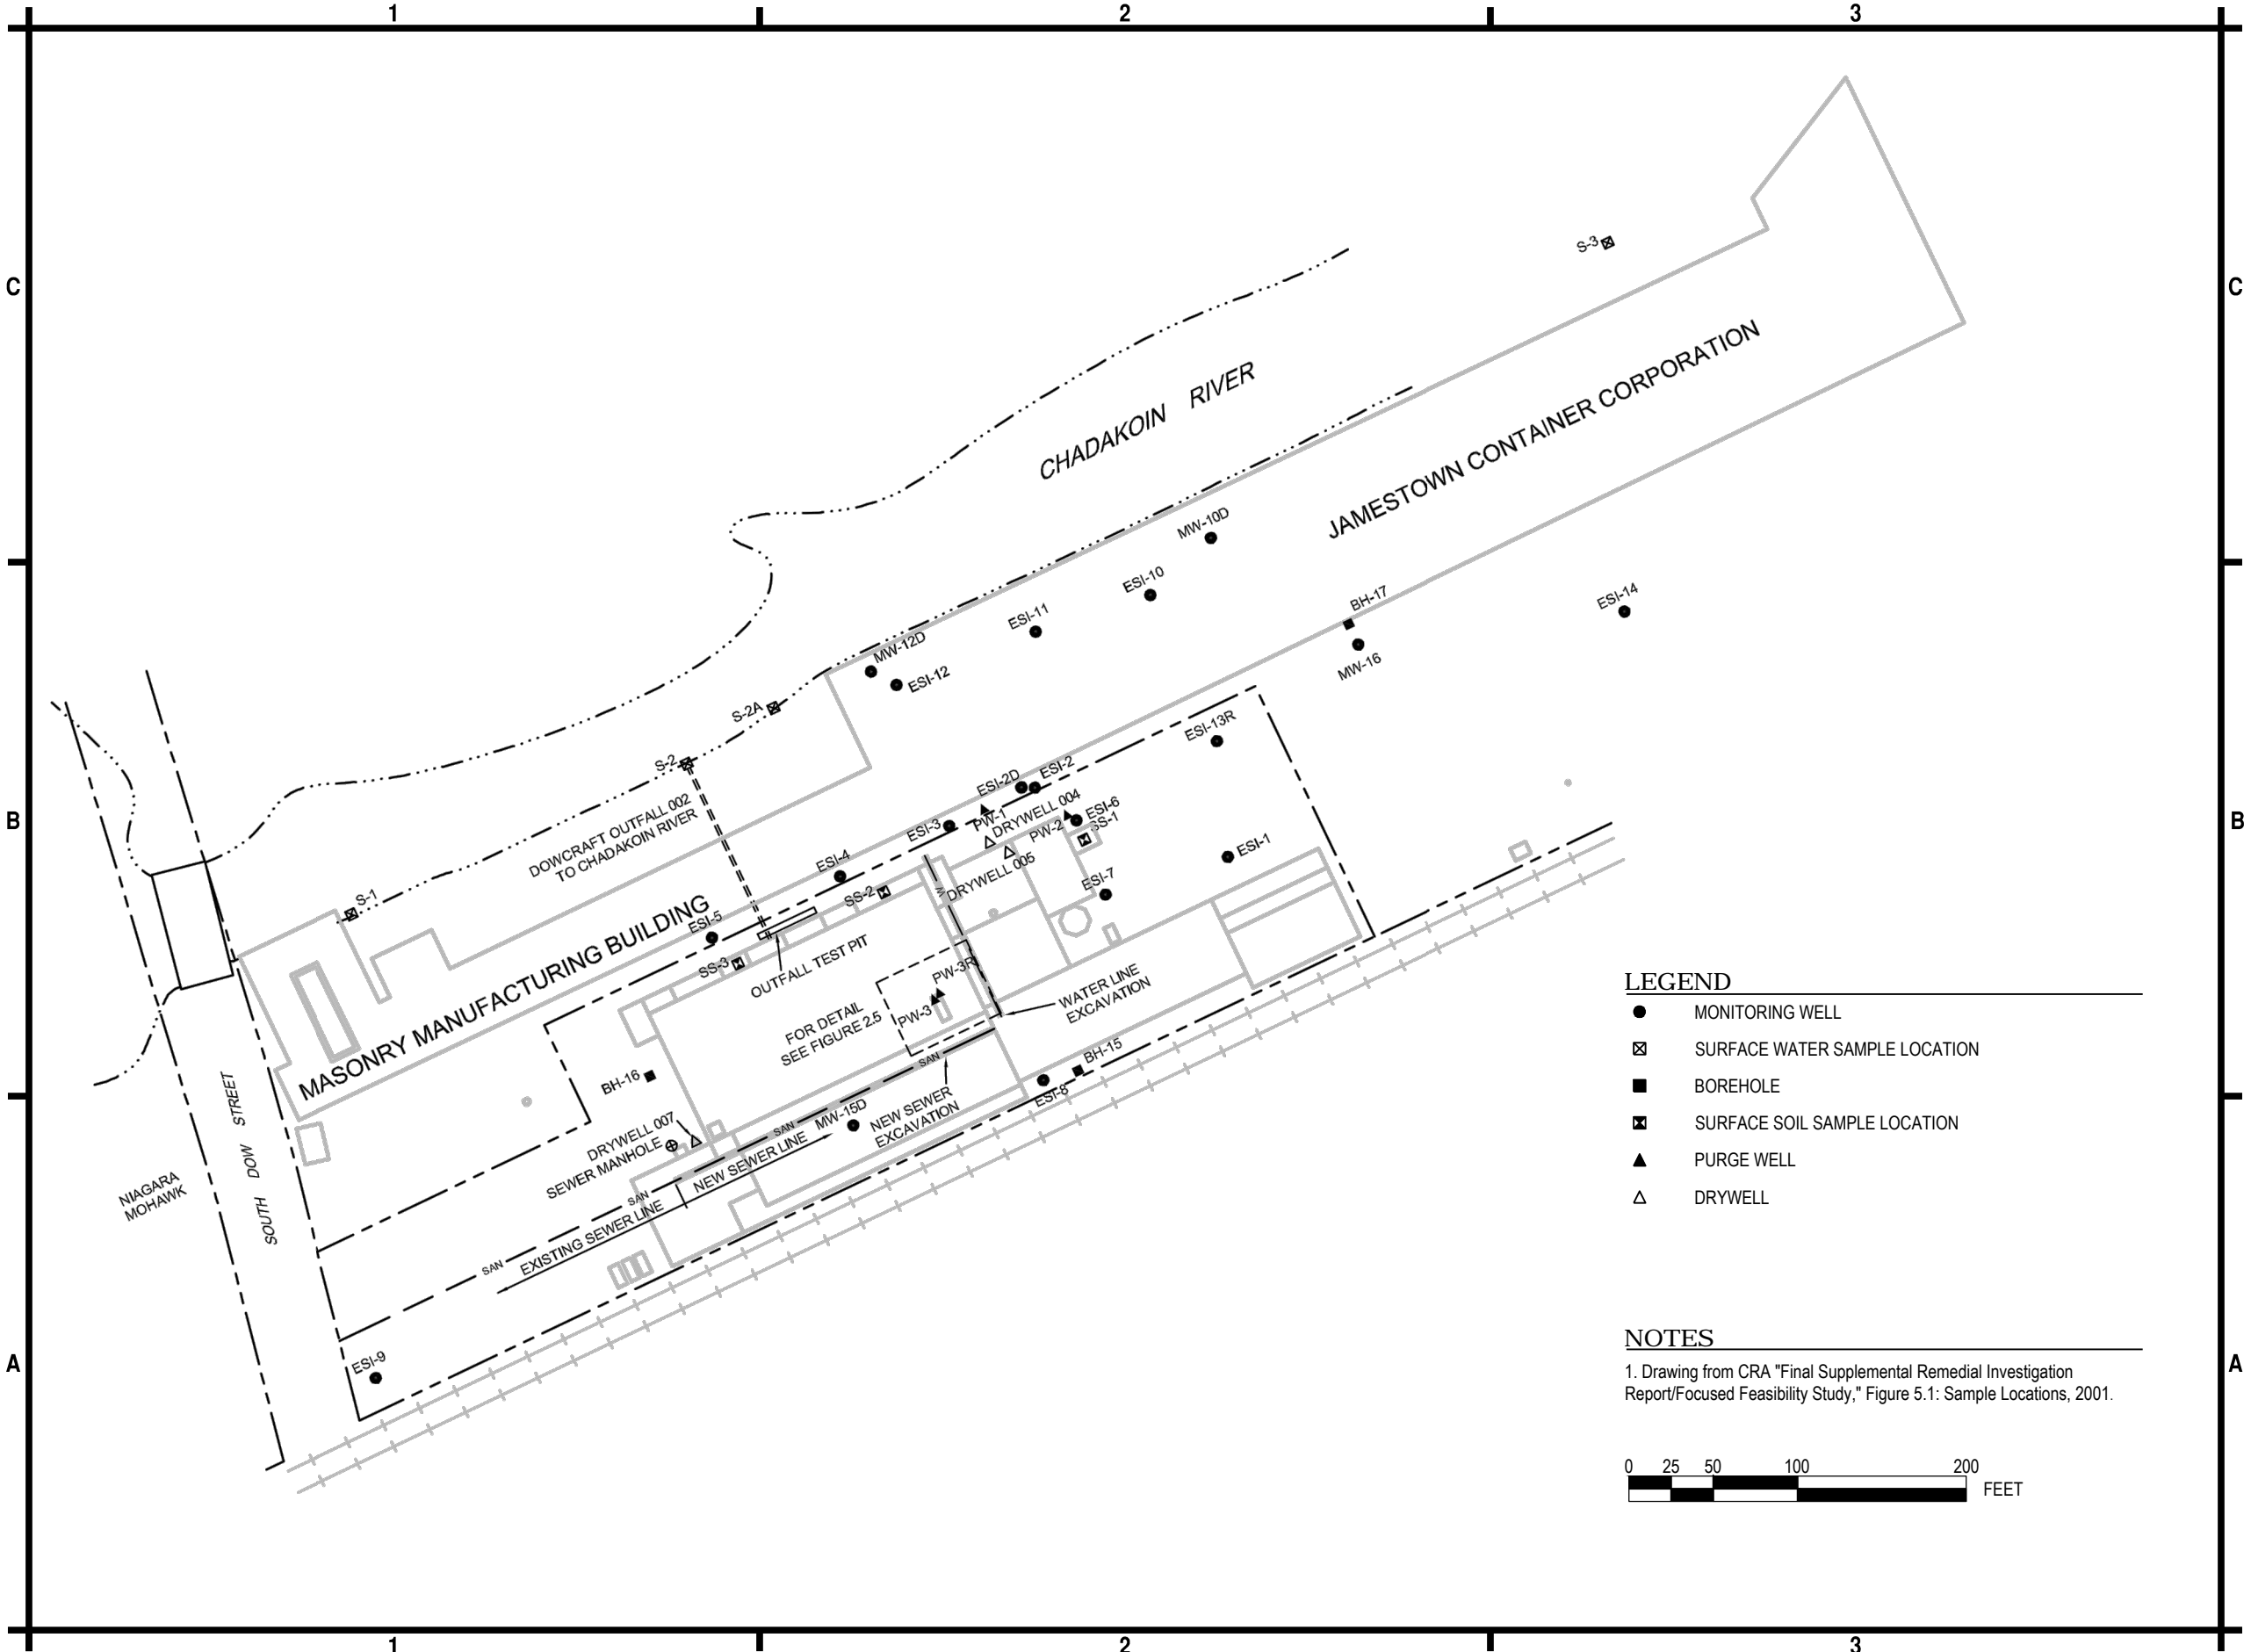 1
2
3
C
C
S-3
CHADAKOIN RIVER
JAMESTOWN CONTAINER CORPORATION
MW-10D
ESI-10
ESI-11
BH-17
MW-16
ESI-14
MW-12D
ESI-12
S-2A
S-2
ESI-13R
ESI-2D
ESI-2
DOWCRAFT OUTFALL 002
TO CHADAKOIN RIVER
B
B
PW-1
DRYWELL 004
PW-2
ESI-6
SS-1
ESI-3
ESI-1
ESI-4
DRYWELL 005
ESI-7
SS-2
W
S-1
ESI-5
MASONRY MANUFACTURING BUILDING
SS-3
OUTFALL TEST PIT
PW-3R
PW-3
WATER LINE
EXCAVATION
FOR DETAIL
SEE FIGURE 2.5
SAN
BH-15
BH-16
ESI-8
MW-15D
NEW SEWER
EXCAVATION
SAN
DRYWELL 007
SEWER MANHOLE
NEW SEWER LINE
SAN
EXISTING SEWER LINE
SAN
SOUTH DOW STREET
NIAGARA
MOHAWK
ESI-9
A
A
LEGEND
MONITORING WELL
SURFACE WATER SAMPLE LOCATION
BOREHOLE
SURFACE SOIL SAMPLE LOCATION
PURGE WELL
DRYWELL
NOTES
1. Drawing from CRA "Final Supplemental Remedial Investigation
Report/Focused Feasibility Study," Figure 5.1: Sample Locations, 2001.
0 25 50 100 200
FEET
1
2
3